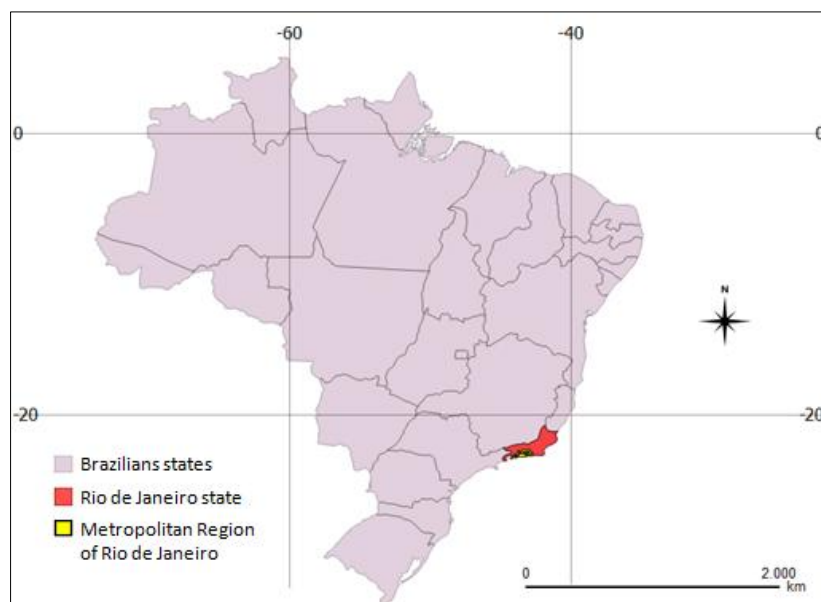 -60 -40
0 0
N
-20 -20
Brazilians states
Rio de Janeiro state
Metropolitan Region
of Rio de Janeiro
0 2.000
km